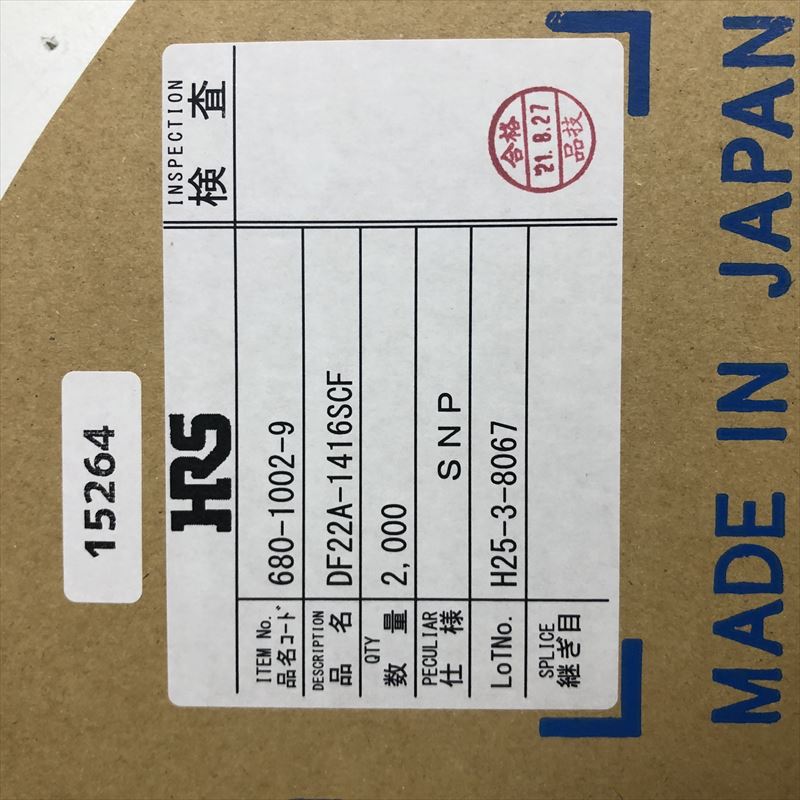 15264
HRS
INSPECTION
検 査
ITEM No.
品名コード
680-1002-9
DESCRIPTION
品 名
DF22A-1416SCF
QTY
数 量
2,000
PECULIAR
仕 様
SNP
LoTNo.
H25-3-8067
SPLICE
継ぎ目
合格
'21.8.27
品技
MADE IN JAPAN